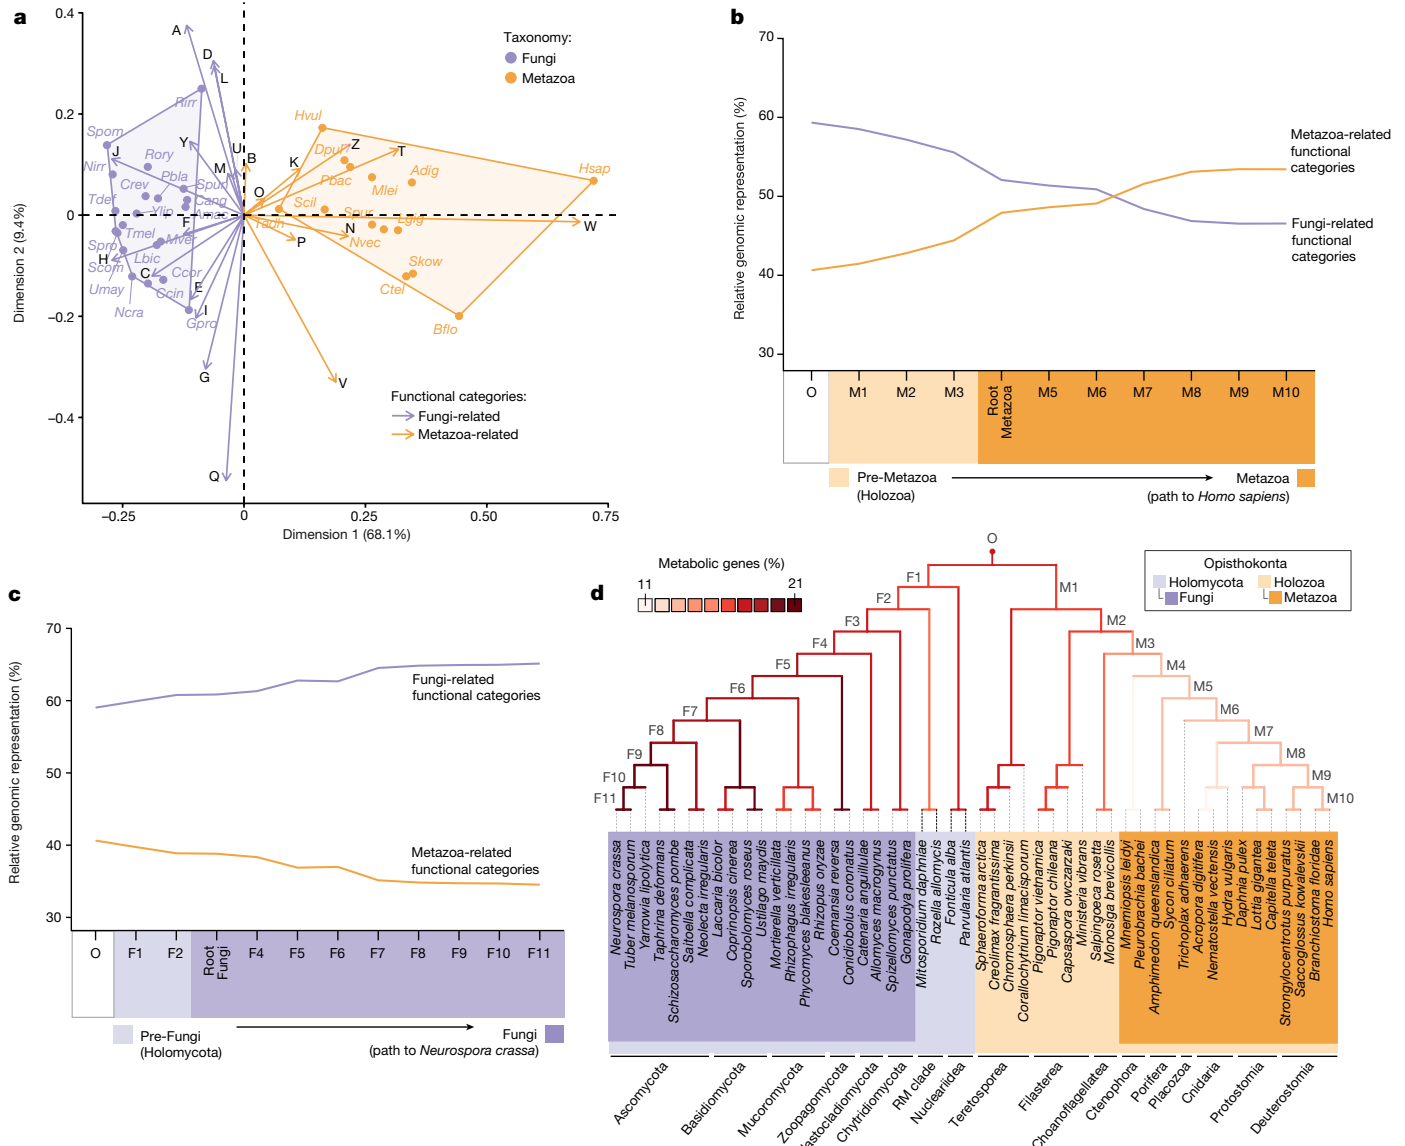 a
0.4
0.2
0
−0.2
−0.4
Dimension 2 (9.4%)
−0.25
0
0.25
0.50
0.75
Dimension 1 (68.1%)
Taxonomy:
Fungi
Metazoa
Functional categories:
Fungi-related
Metazoa-related
A
D
L
Rirr
Spom
J
Y
U
B
Nirr
Rory
M
Crev
Pbla
Spun
Tdef
Ylip
Cang
Amac
F
Tmel
Mver
Spro
H
Lbic
Scom
C
Ccor
Umay
Ccin
E
I
Ncra
Gpro
G
Q
Hvul
Dpul
Z
T
K
Pbac
Adig
Hsap
O
Mlei
Scil
Tadh
Spur
Lgig
W
P
N
Nvec
Skow
Ctel
Bflo
V
b
70
60
50
40
30
Relative genomic representation (%)
Metazoa-related
functional
categories
Fungi-related
functional
categories
O
M1
M2
M3
Root
Metazoa
M5
M6
M7
M8
M9
M10
Pre-Metazoa
(Holozoa)
Metazoa
(path to Homo sapiens)
c
70
60
50
40
30
Relative genomic representation (%)
Fungi-related
functional categories
Metazoa-related
functional categories
O
F1
F2
Root
Fungi
F4
F5
F6
F7
F8
F9
F10
F11
Pre-Fungi
(Holomycota)
Fungi
(path to Neurospora crassa)
d
Metabolic genes (%)
11
21
Opisthokonta
Holomycota
Holozoa
Fungi
Metazoa
O
F1
M1
F2
M2
F3
M3
F4
M4
F5
M5
F6
M6
F7
M7
F8
M8
F9
M9
F10
F11
M10
Neurospora crassa
Tuber melanosporum
Yarrowia lipolytica
Taphrina deformans
Schizosaccharomyces pombe
Saitoella complicata
Neolecta irregularis
Laccaria bicolor
Coprinopsis cinerea
Sporobolomyces roseus
Ustilago maydis
Mortierella verticillata
Rhizophagus irregularis
Phycomyces blakesleeanus
Rhizopus oryzae
Coemansia reversa
Conidiobolus coronatus
Catenaria anguillulae
Allomyces macrogynus
Spizellomyces punctatus
Gonapodya prolifera
Mitosporidium daphniae
Rozella allomycis
Fonticula alba
Parvularia atlantis
Sphaeroforma arctica
Creolimax fragrantissima
Chromosphaera perkinsii
Corallochytrium limacisporum
Pigoraptor vietnamica
Pigoraptor chileana
Capsaspora owczarzaki
Ministeria vibrans
Salpingoeca rosetta
Monosiga brevicollis
Mnemiopsis leidyi
Pleurobrachia bachei
Amphimedon queenslandica
Sycon ciliatum
Trichoplax adhaerens
Acropora digitifera
Nematostella vectensis
Hydra vulgaris
Daphnia pulex
Lottia gigantea
Capitella teleta
Strongylocentrotus purpuratus
Saccoglossus kowalevskii
Branchiostoma floridae
Homo sapiens
Ascomycota
Basidiomycota
Mucoromycota
Zoopagomycota
lastocladiomycota
Chytridiomycota
RM clade
Nucleariidea
Teretosporea
Filasterea
Choanoflagellatea
Ctenophora
Porifera
Placozoa
Cnidaria
Protostomia
Deuterostomia